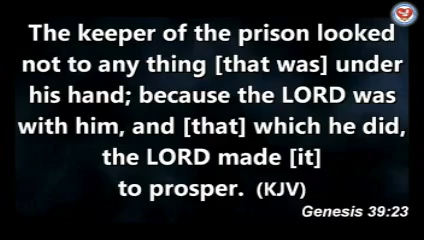 The keeper of the prison looked
not to any thing [that was] under
his hand; because the LORD was
with him, and [that] which he did,
the LORD made [it]
to prosper. (KJV)
Genesis 39:23